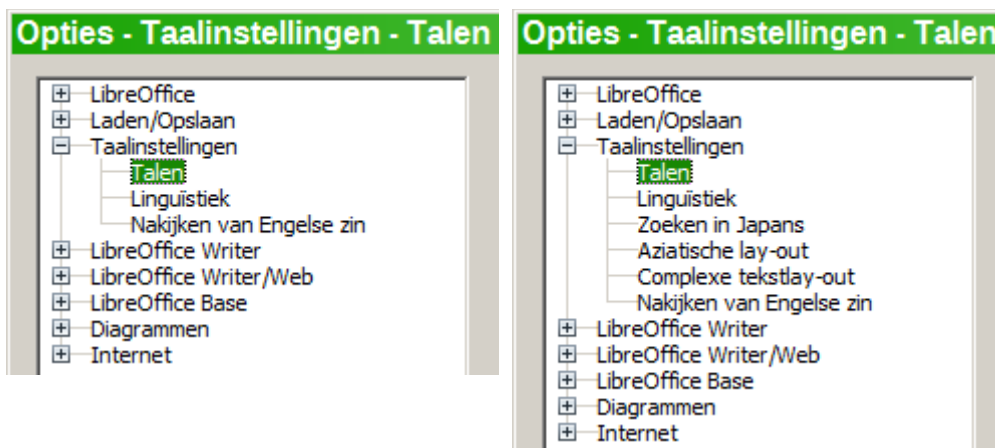 Opties - Taalinstellingen - Talen
LibreOffice
Laden/Opslaan
Taalinstellingen
Talen
Linguïstiek
Nakijken van Engelse zin
LibreOffice Writer
LibreOffice Writer/Web
LibreOffice Base
Diagrammen
Internet
Opties - Taalinstellingen - Talen
LibreOffice
Laden/Opslaan
Taalinstellingen
Talen
Linguïstiek
Zoeken in Japans
Aziatische lay-out
Complexe tekstlay-out
Nakijken van Engelse zin
LibreOffice Writer
LibreOffice Writer/Web
LibreOffice Base
Diagrammen
Internet